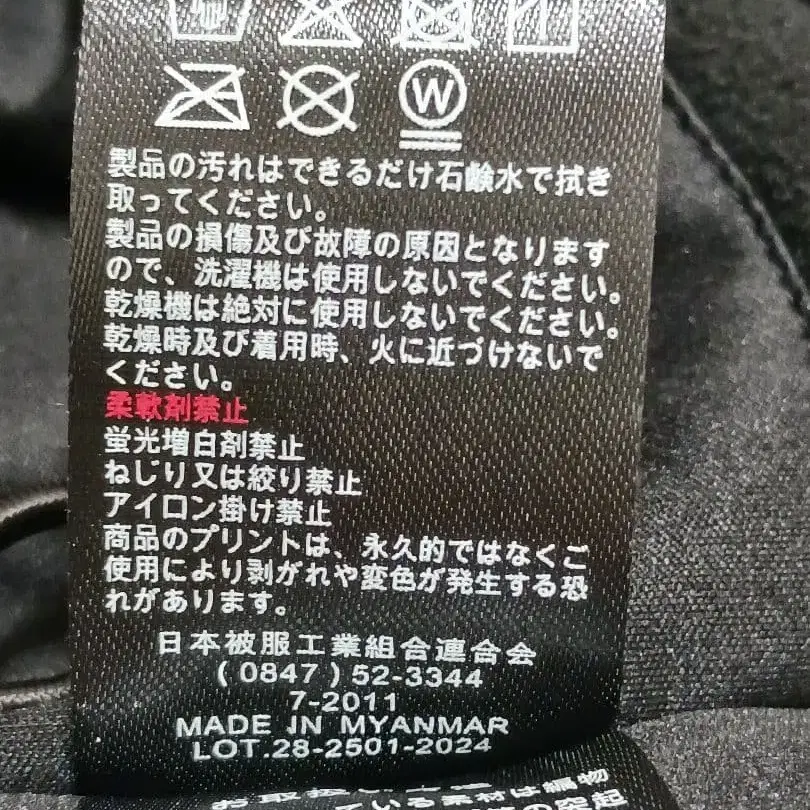 W
製品の汚れはできるだけ石鹸水で拭き
取ってください。
製品の損傷及び故障の原因となります
ので、洗濯機は使用しないでください。
乾燥機は絶対に使用しないでください。
乾燥時及び着用時、火に近づけないで
ください。
柔軟剤禁止
蛍光増白剤禁止
ねじり又は絞り禁止
アイロン掛け禁止
商品のプリントは、永久的ではなくご
使用により剥がれや変色が発生する恐
れがあります。
日本被服工業組合連合会
(0847)52-3344
7-2011
MADE IN MYANMAR
LOT.28-2501-2024
ている素材は編物